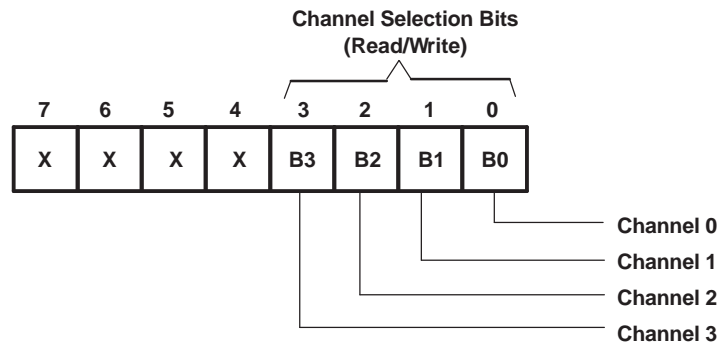 Channel Selection Bits
(Read/Write)
7 6 5 4 3 2 1 0
X X X X B3 B2 B1 B0
Channel 0
Channel 1
Channel 2
Channel 3